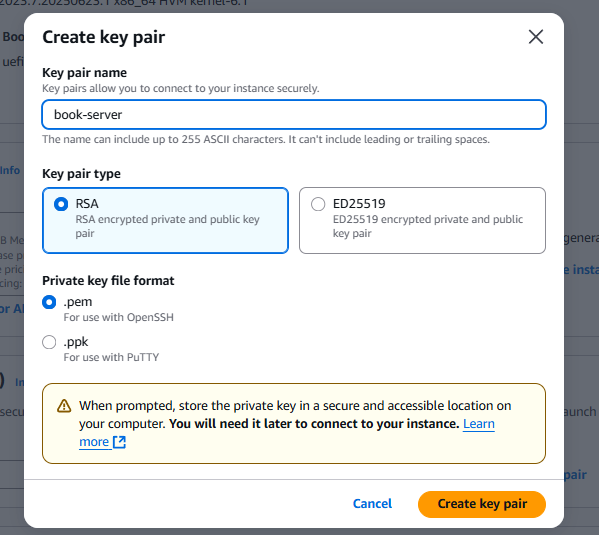 2023.7.20250623.1 x86_64 HVM kernel-6.1
Boo
uefi
Create key pair
Key pair name
Key pairs allow you to connect to your instance securely.
book-server
The name can include up to 255 ASCII characters. It can't include leading or trailing spaces.
Info
Key pair type
RSA
RSA encrypted private and public key
pair
ED25519
ED25519 encrypted private and public
key pair
B Me
genera
ase p
e pric
e insta
cing:
or Al
Private key file format
.pem
For use with OpenSSH
.ppk
For use with PuTTY
) In
secu
aunch
When prompted, store the private key in a secure and accessible location on
your computer. You will need it later to connect to your instance. Learn
more
pair
Cancel
Create key pair